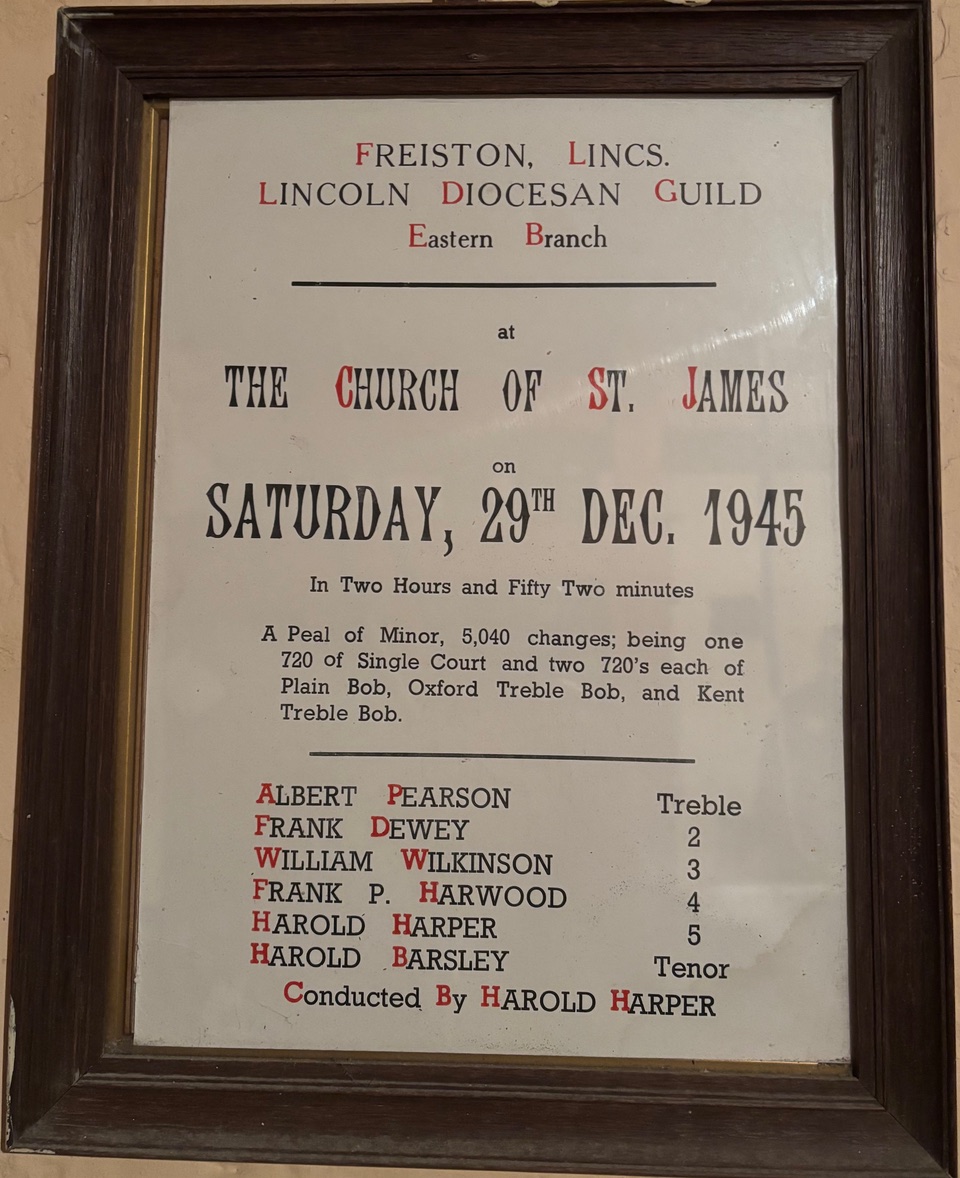 FREISTON, LINCS.
LINCOLN DIOCESAN GUILD
Eastern Branch
at
THE CHURCH OF ST. JAMES
on
SATURDAY, 29TH DEC. 1945
In Two Hours and Fifty Two minutes
A Peal of Minor, 5,040 changes; being one
720 of Single Court and two 720's each of
Plain Bob, Oxford Treble Bob, and Kent
Treble Bob.
ALBERT PEARSON Treble
FRANK DEWEY 2
WILLIAM WILKINSON 3
FRANK P. HARWOOD 4
HAROLD HARPER 5
HAROLD BARSLEY Tenor
Conducted By HAROLD HARPER